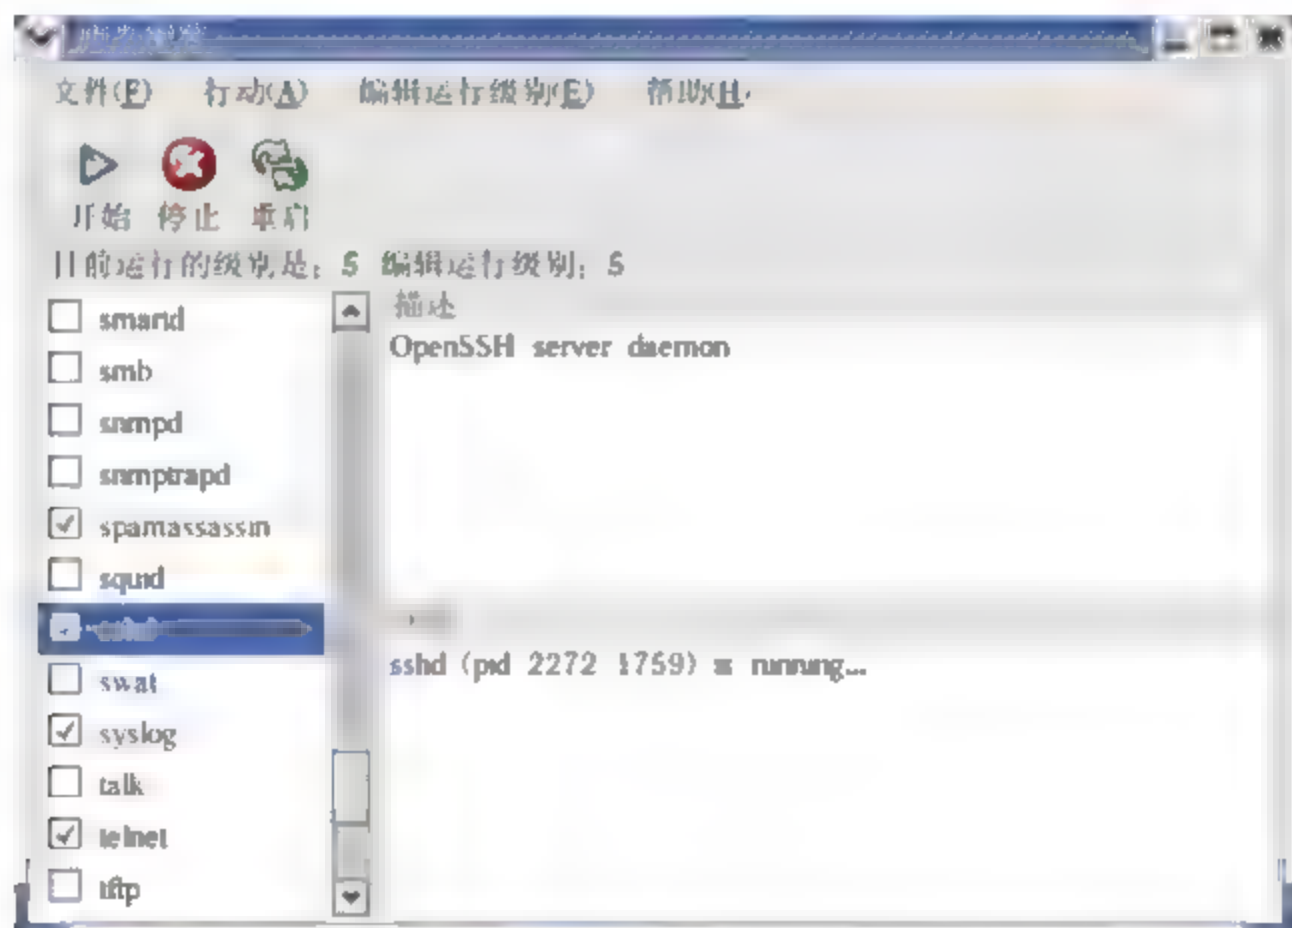 文件(F) 行动(A) 编辑运行级别(E) 帮助(H)
开始 停止 重启
目前运行的级别是: 5 编辑运行级别: 5
smartd
smb
snmpd
snmptrapd
spamassassin
squid
sshd
swat
syslog
talk
telnet
tftp
描述
OpenSSH server daemon
sshd (pid 2272 1759) is running...